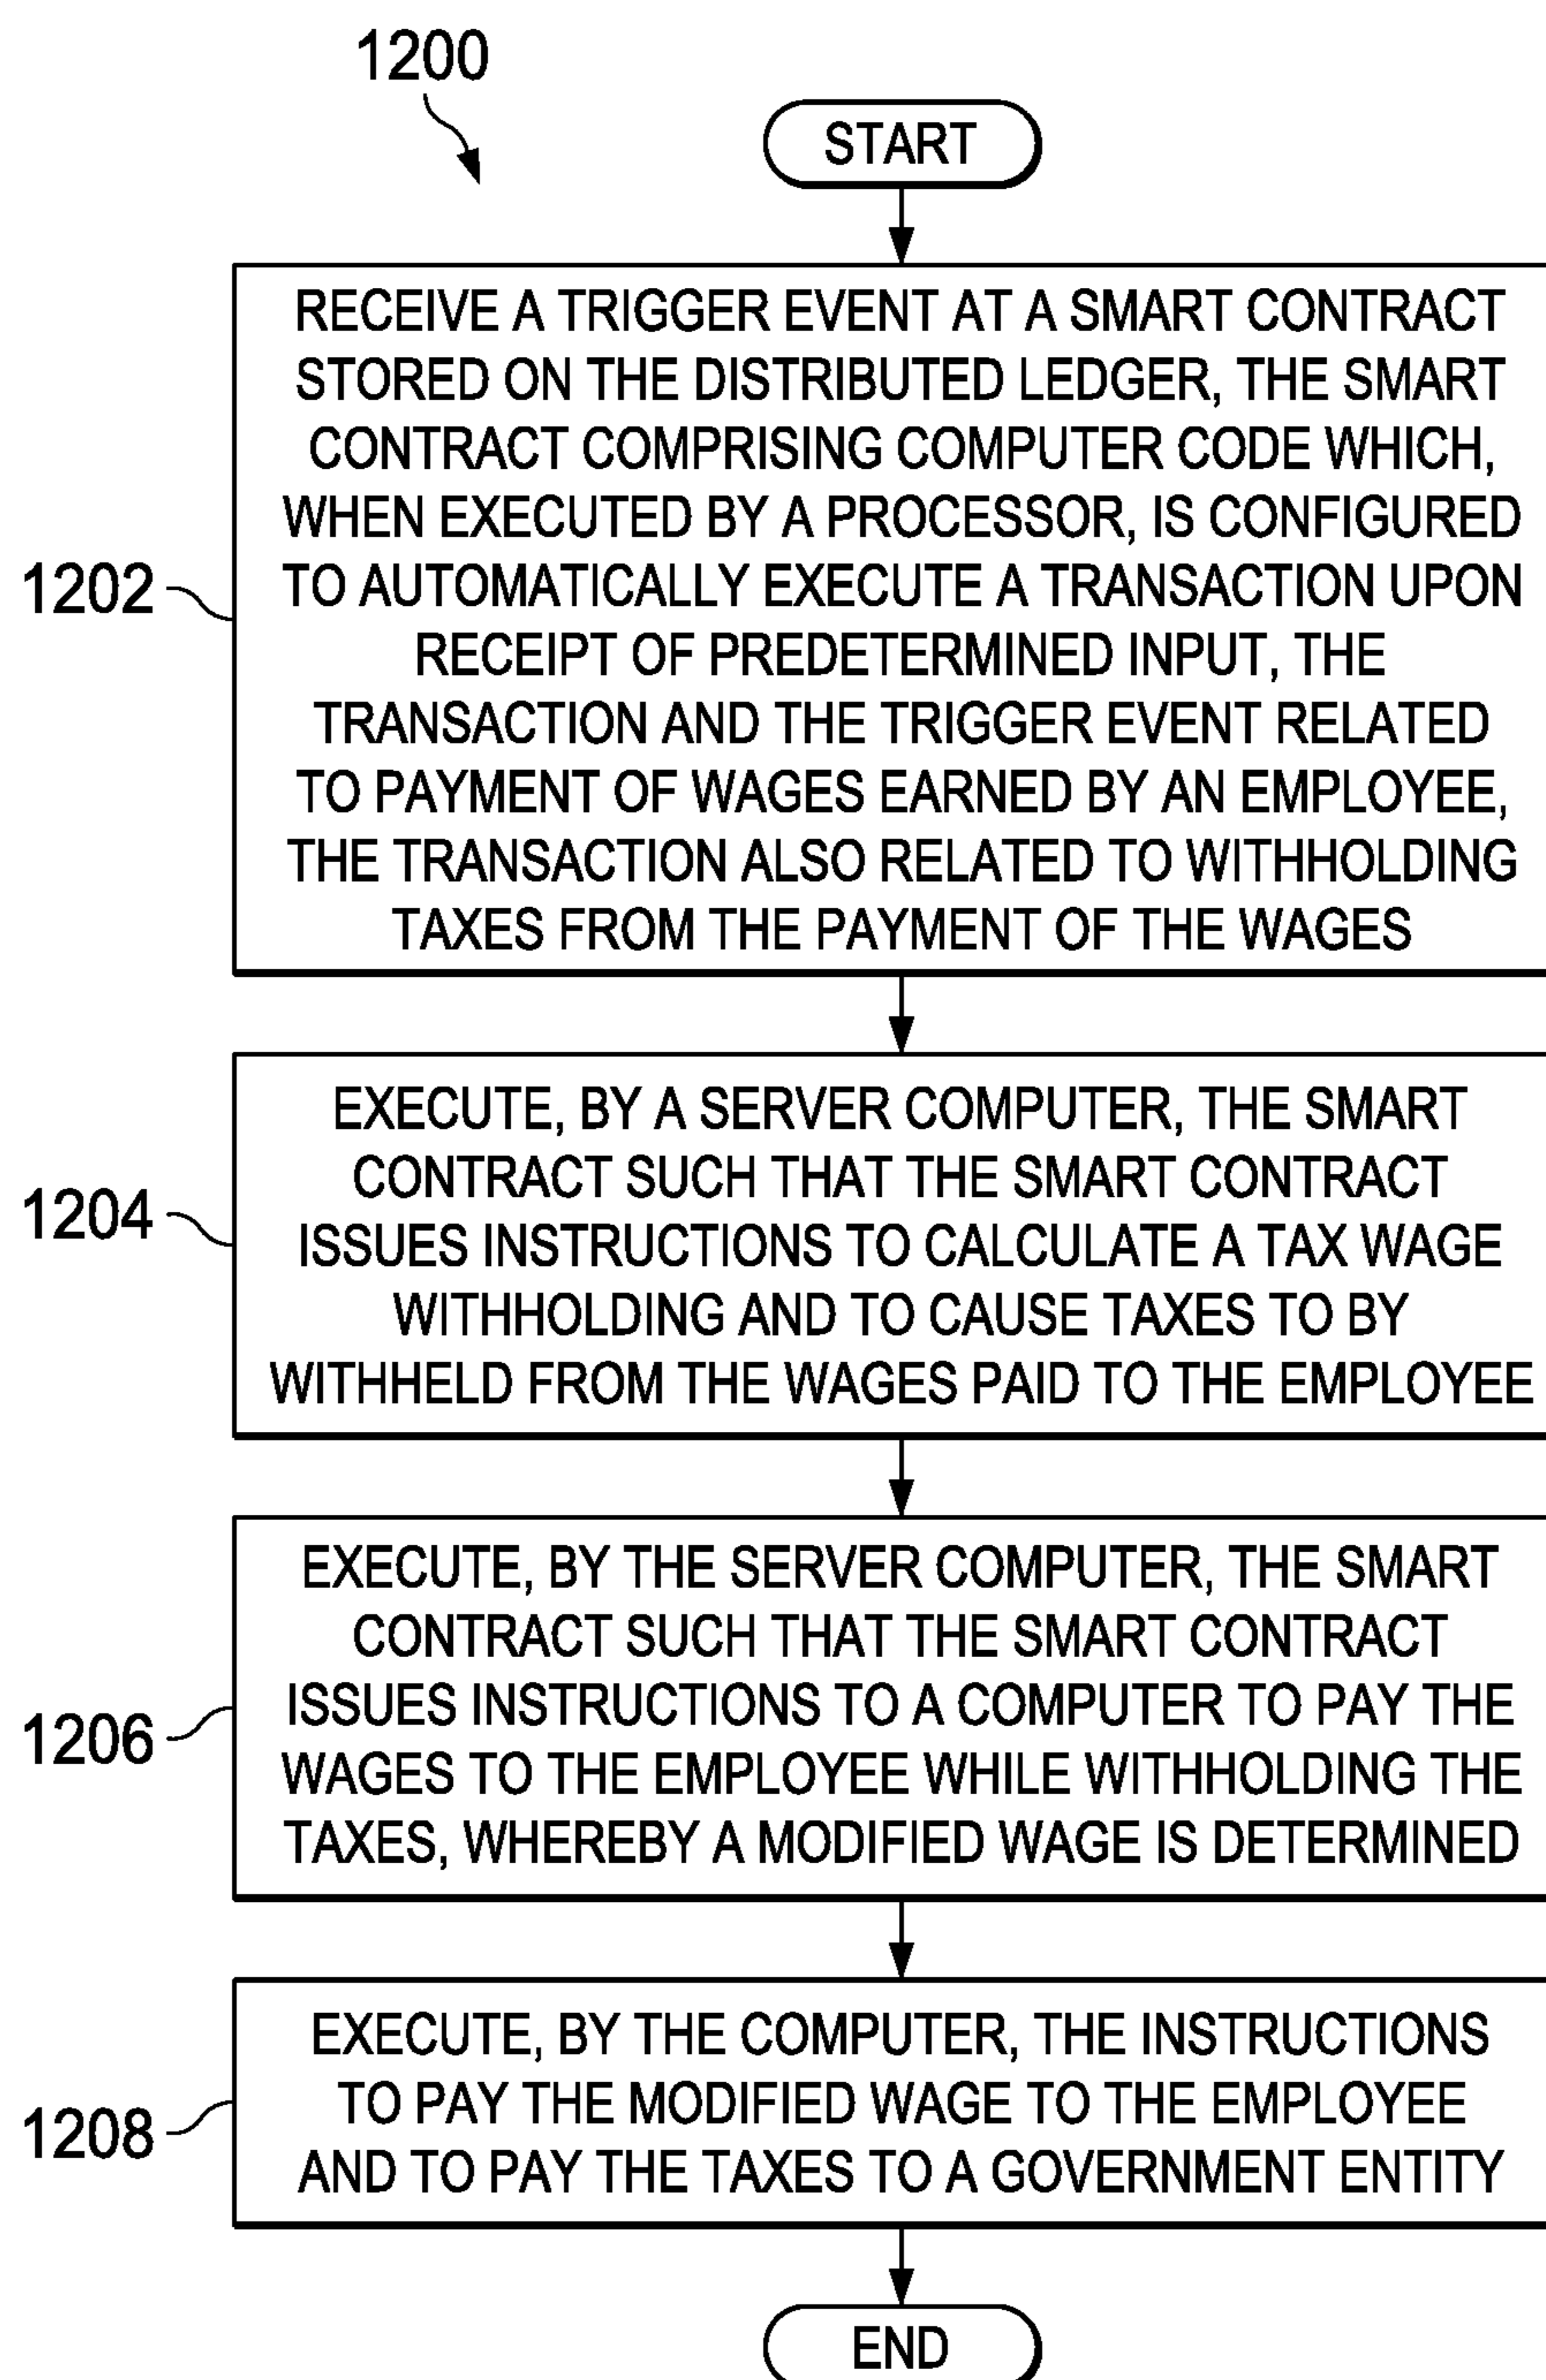 1200
START
RECEIVE A TRIGGER EVENT AT A SMART CONTRACT
STORED ON THE DISTRIBUTED LEDGER, THE SMART
CONTRACT COMPRISING COMPUTER CODE WHICH,
WHEN EXECUTED BY A PROCESSOR, IS CONFIGURED
TO AUTOMATICALLY EXECUTE A TRANSACTION UPON
RECEIPT OF PREDETERMINED INPUT, THE
TRANSACTION AND THE TRIGGER EVENT RELATED
TO PAYMENT OF WAGES EARNED BY AN EMPLOYEE,
THE TRANSACTION ALSO RELATED TO WITHHOLDING
TAXES FROM THE PAYMENT OF THE WAGES
1202
EXECUTE, BY A SERVER COMPUTER, THE SMART
CONTRACT SUCH THAT THE SMART CONTRACT
ISSUES INSTRUCTIONS TO CALCULATE A TAX WAGE
WITHHOLDING AND TO CAUSE TAXES TO BY
WITHHELD FROM THE WAGES PAID TO THE EMPLOYEE
1204
EXECUTE, BY THE SERVER COMPUTER, THE SMART
CONTRACT SUCH THAT THE SMART CONTRACT
ISSUES INSTRUCTIONS TO A COMPUTER TO PAY THE
WAGES TO THE EMPLOYEE WHILE WITHHOLDING THE
TAXES, WHEREBY A MODIFIED WAGE IS DETERMINED
1206
EXECUTE, BY THE COMPUTER, THE INSTRUCTIONS
TO PAY THE MODIFIED WAGE TO THE EMPLOYEE
AND TO PAY THE TAXES TO A GOVERNMENT ENTITY
1208
END